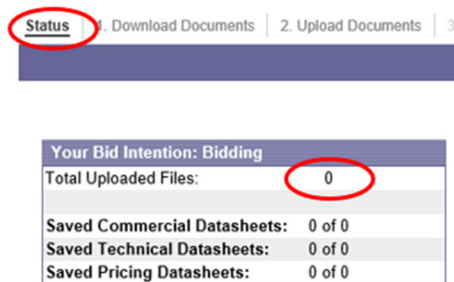 Status 1. Download Documents 2. Upload Documents 3
Your Bid Intention: Bidding
Total Uploaded Files: 0
Saved Commercial Datasheets: 0 of 0
Saved Technical Datasheets: 0 of 0
Saved Pricing Datasheets: 0 of 0